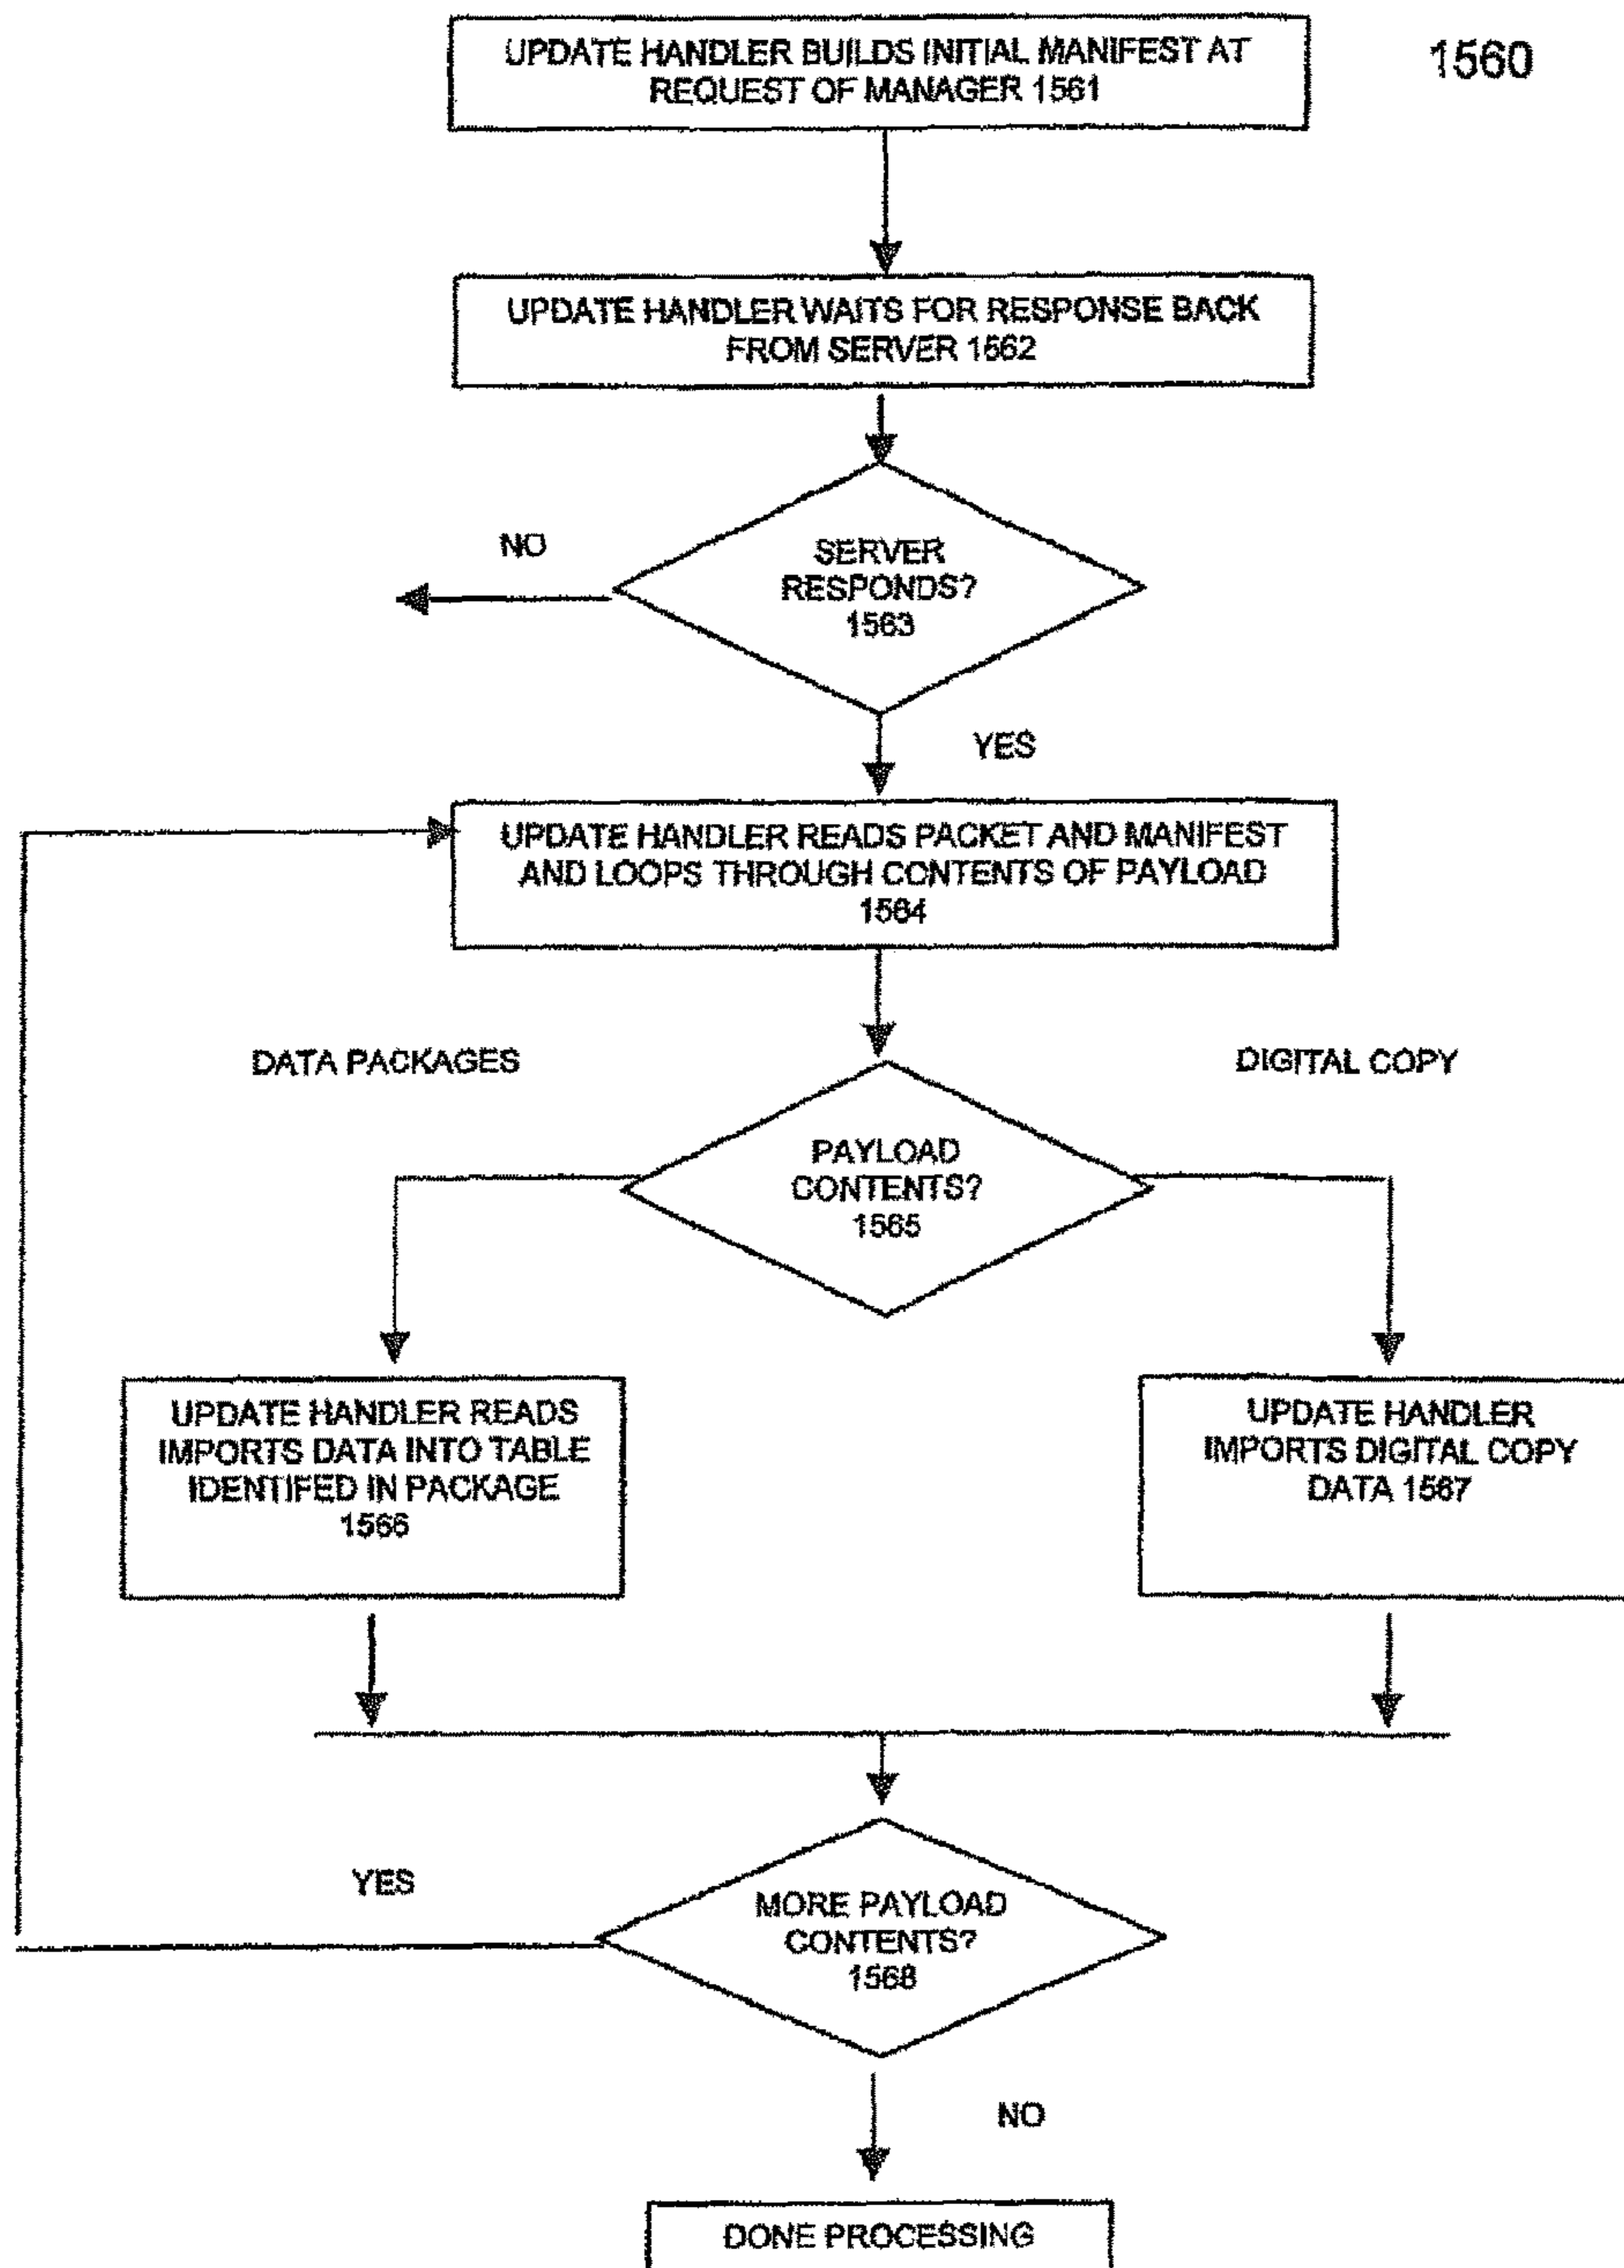 1560
UPDATE HANDLER BUILDS INITIAL MANIFEST AT
REQUEST OF MANAGER 1561
UPDATE HANDLER WAITS FOR RESPONSE BACK
FROM SERVER 1562
NO
SERVER
RESPONDS?
1563
YES
UPDATE HANDLER READS PACKET AND MANIFEST
AND LOOPS THROUGH CONTENTS OF PAYLOAD
1564
DATA PACKAGES
DIGITAL COPY
PAYLOAD
CONTENTS?
1565
UPDATE HANDLER READS
IMPORTS DATA INTO TABLE
IDENTIFED IN PACKAGE
1566
UPDATE HANDLER
IMPORTS DIGITAL COPY
DATA 1567
YES
MORE PAYLOAD
CONTENTS?
1568
NO
DONE PROCESSING